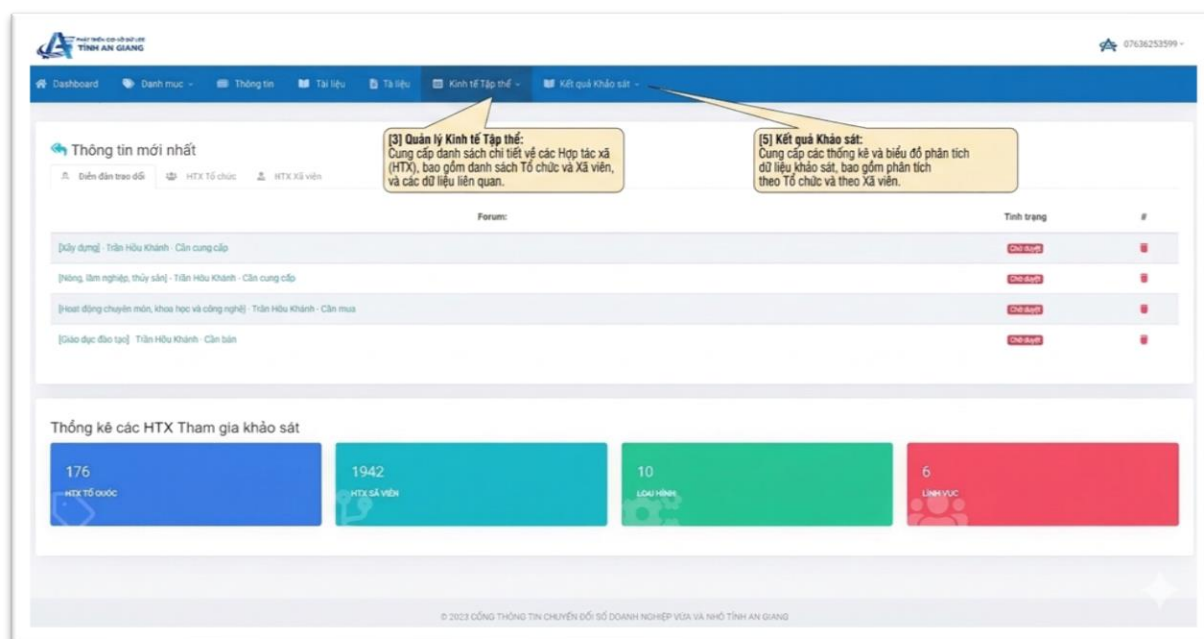 PHÁT TRIỂN CƠ SỞ DỮ LIỆU
TỈNH AN GIANG
07636253599
Dashboard Danh mục Thông tin Tài liệu Tà liệu Kinh tế Tập thể Kết quả Khảo sát
[3] Quản lý Kinh tế Tập thể:
Cung cấp danh sách chi tiết về các Hợp tác xã
(HTX), bao gồm danh sách Tổ chức và Xã viên,
và các dữ liệu liên quan.
[5] Kết quả Khảo sát:
Cung cấp các thống kê và biểu đồ phân tích
dữ liệu khảo sát, bao gồm phân tích
theo Tổ chức và theo Xã viên.
Thông tin mới nhất
Diễn đàn trao đổi HTX Tổ chức HTX Xã viên
Forum: Tình trạng #
[Xây dựng] - Trần Hữu Khánh - Cần cung cấp Chờ duyệt
[Nông, lâm nghiệp, thủy sản] - Trần Hữu Khánh - Cần cung cấp Chờ duyệt
[Hoạt động chuyên môn, khoa học và công nghệ] - Trần Hữu Khánh - Cần mua Chờ duyệt
[Giáo dục đào tạo] Trần Hữu Khánh - Cần bán Chờ duyệt
Thống kê các HTX Tham gia khảo sát
176 1942 10 6
HTX TỔ QUỐC HTX SÃ VIÊN LOẠI HÌNH LĨNH VỰC
© 2023 CỔNG THÔNG TIN CHUYỂN ĐỔI SỐ DOANH NGHIỆP VỪA VÀ NHỎ TỈNH AN GIANG